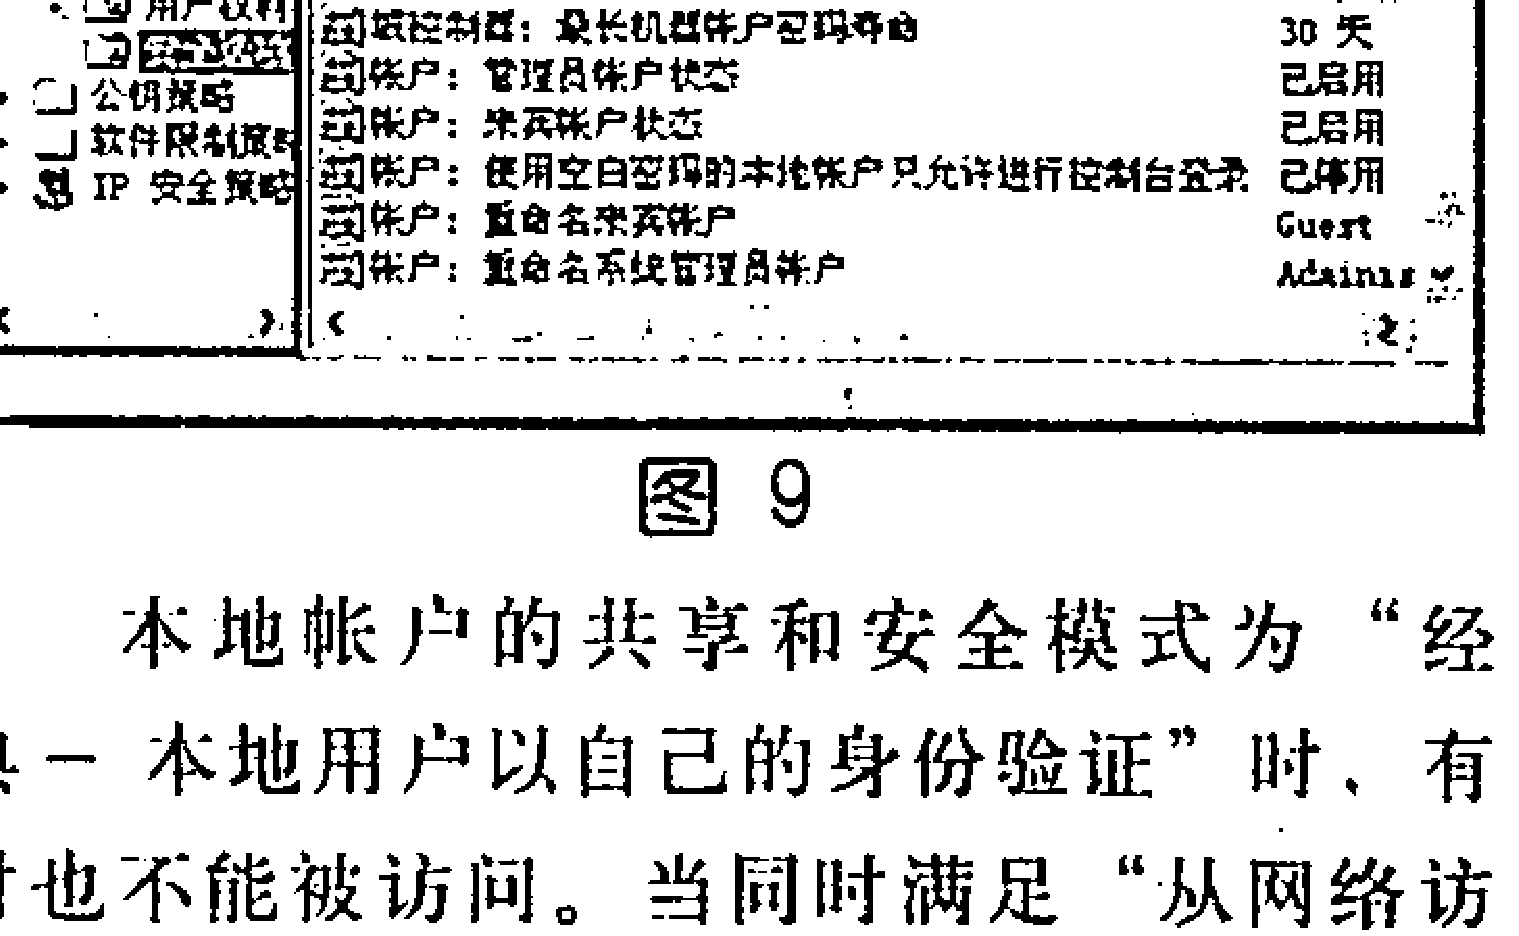 用户权利
公钥策略
软件限制策略
IP 安全策略
域控制器：最长机器帐户密码寿命 30 天
帐户：管理员帐户状态 已启用
帐户：来宾帐户状态 已启用
帐户：使用空白密码的本地帐户只允许进行控制台登录 已停用
帐户：重命名来宾帐户 Guest
帐户：重命名系统管理员帐户 Adminis
图 9
本地帐户的共享和安全模式为“经
典－ 本地用户以自己的身份验证”时、有
时也不能被访问。当同时满足“从网络访